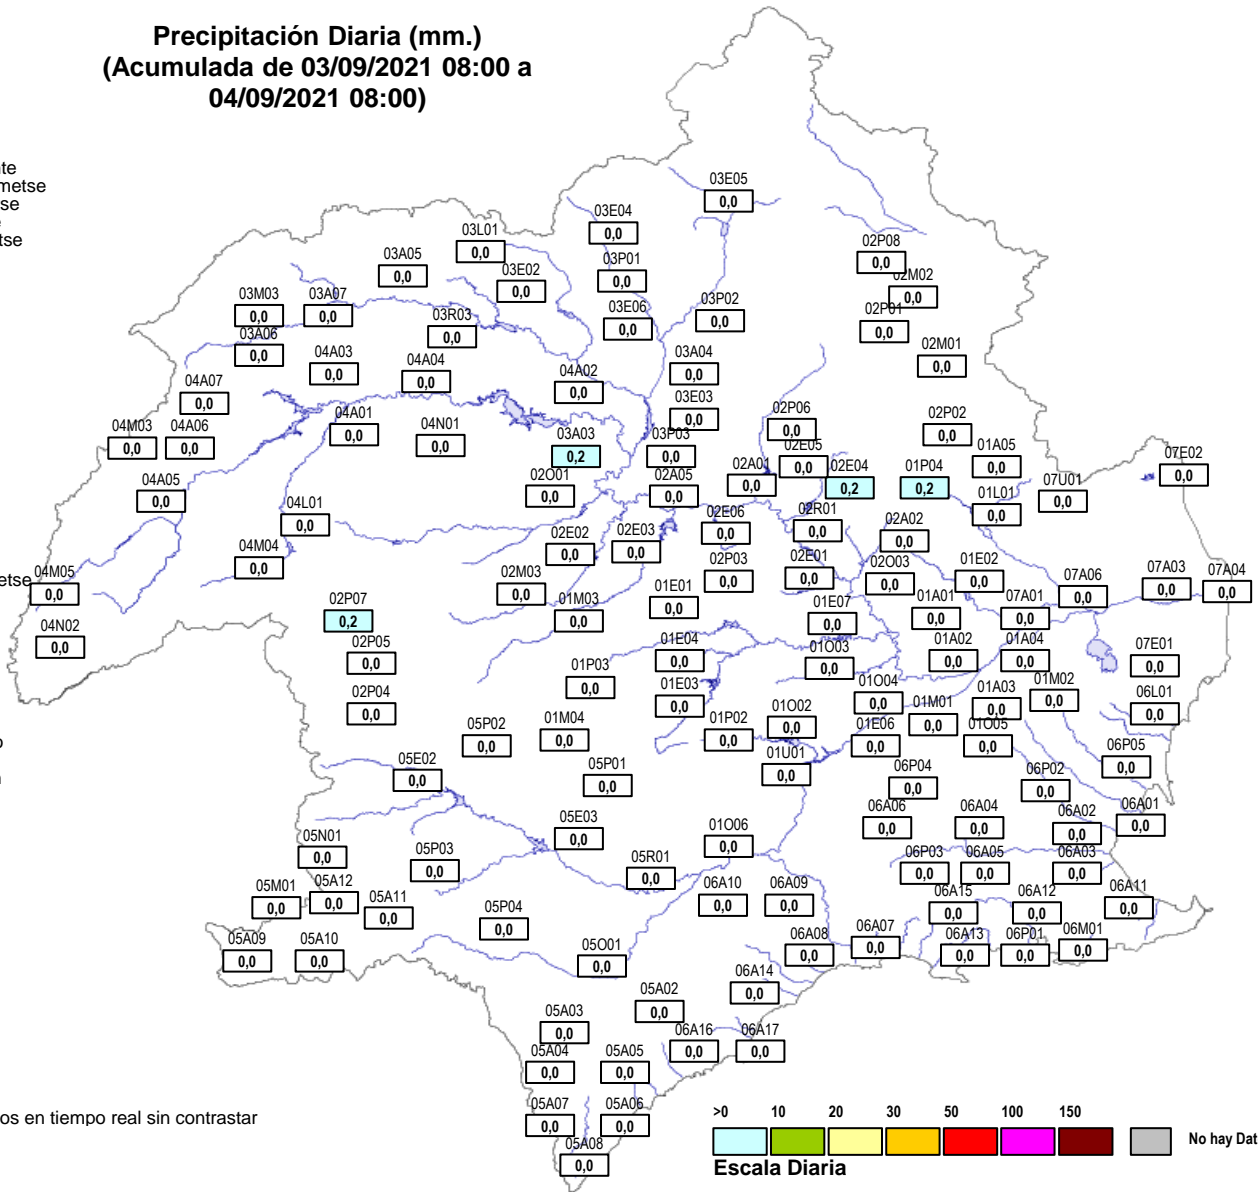 Precipitación Diaria (mm.)
(Acumulada de 03/09/2021 08:00 a
04/09/2021 08:00)
03E05
0,0
03E04
0,0
03L01
0,0
03A05
0,0
03P01
0,0
03E02
0,0
02P08
0,0
02M02
0,0
03M03
0,0
03A07
0,0
03R03
0,0
03E06
0,0
03P02
0,0
02P01
0,0
03A06
0,0
04A03
0,0
04A04
0,0
04A02
0,0
03A04
0,0
02M01
0,0
04A07
0,0
03E03
0,0
04M03
0,0
04A06
0,0
04A01
0,0
04N01
0,0
03A03
0,2
03P03
0,0
02P06
0,0
02E05
0,0
02P02
0,0
01A05
0,0
07E02
0,0
04A05
0,0
02O01
0,0
02A05
0,0
02A01
0,0
02E04
0,2
01P04
0,2
07U01
0,0
01L01
0,0
04L01
0,0
02E06
0,0
02R01
0,0
02A02
0,0
04M04
0,0
02E02
0,0
02E03
0,0
metse
04M05
0,0
02M03
0,0
02P03
0,0
02E01
0,0
02O03
0,0
01E02
0,0
07A06
0,0
07A03
0,0
07A04
0,0
02P07
0,2
01M03
0,0
01E01
0,0
01E07
0,0
01A01
0,0
07A01
0,0
04N02
0,0
02P05
0,0
01E04
0,0
01O03
0,0
01A02
0,0
01A04
0,0
07E01
0,0
01P03
0,0
01E03
0,0
02P04
0,0
01O04
0,0
01A03
0,0
01M02
0,0
06L01
0,0
05P02
0,0
01M04
0,0
01P02
0,0
01O02
0,0
01E06
0,0
01M01
0,0
01O05
0,0
05E02
0,0
05P01
0,0
01U01
0,0
06P04
0,0
06P02
0,0
06P05
0,0
05E03
0,0
01O06
0,0
06A06
0,0
06A04
0,0
06A02
0,0
06A01
0,0
05N01
0,0
05P03
0,0
05R01
0,0
06P03
0,0
06A05
0,0
06A03
0,0
05M01
0,0
05A12
0,0
05A11
0,0
05P04
0,0
06A10
0,0
06A09
0,0
06A15
0,0
06A12
0,0
06A11
0,0
05A09
0,0
05A10
0,0
05O01
0,0
06A08
0,0
06A07
0,0
06A13
0,0
06P01
0,0
06M01
0,0
06A14
0,0
05A02
0,0
05A03
0,0
06A16
0,0
06A17
0,0
05A04
0,0
05A05
0,0
05A07
0,0
05A06
0,0
05A08
0,0
os en tiempo real sin contrastar
>0 10 20 30 50 100 150
No hay Dat
Escala Diaria